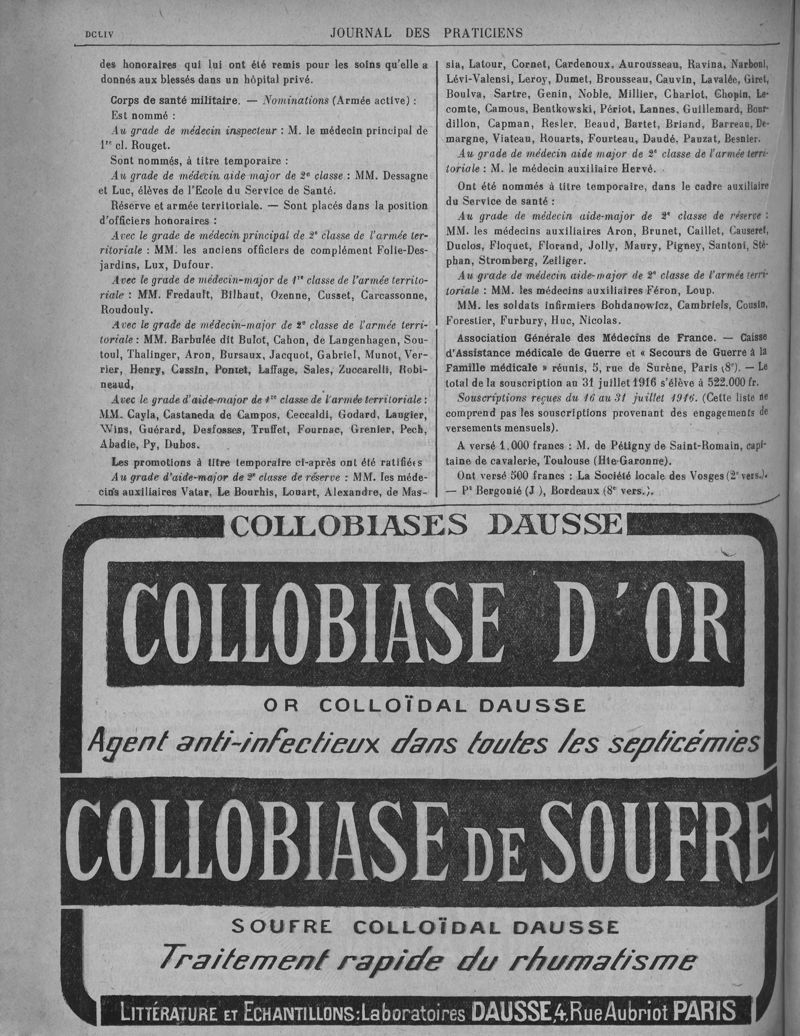 DCLIV
JOURNAL DES PRATICIENS
des honoraires qui lui ont été remis pour les soins qu'elle a
donnés aux blessés dans un hôpital privé.
Corps de santé militaire. — Nominations (Armée active) :
Est nommé :
Au grade de médecin inspecteur : M. le médecin principal de
1re cl. Rouget.
Sont nommés, à titre temporaire :
Au grade de médecin aide major de 2e classe : MM. Dessagne
et Luc, élèves de l'Ecole du Service de Santé.
Réserve et armée territoriale. — Sont placés dans la position
d'officiers honoraires :
Avec le grade de médecin principal de 2e classe de l'armée ter-
ritoriale : MM. les anciens officiers de complément Folie-Des-
jardins, Lux, Dufour.
Avec le grade de médecin-major de 1re classe de l'armée territo-
riale : MM. Fredault, Bilhaut, Ozenne, Cusset, Carcassonne,
Roudouly.
Avec le grade de médecin-major de 2e classe de l'armée terri-
toriale : MM. Barbulée dit Bulot, Cahon, de Langenhagen, Sou-
toul, Thalinger, Aron, Bursaux, Jacquot, Gabriel, Munot, Ver-
rier, Henry, Cassin, Pontet, Laffage, Sales, Zuccarelli, Robi-
neaud,
Avec le grade d'aide-major de 1re classe de l'armée territoriale :
MM. Cayla, Castaneda de Campos, Ceccaldi, Godard, Laugier,
Wins, Guérard, Desfosses, Truffet, Fournac, Grenier, Pech,
Abadie, Py, Dubos.
Les promotions à titre temporaire ci-après ont été ratifiées
Au grade d'aide-major de 2e classe de réserve : MM. les méde-
cins auxiliaires Vatar, Le Bourhis, Louart, Alexandre, de Mas-
sia, Latour, Cornet, Cardenoux, Aurousseau, Ravina, Narboni,
Lévi-Valensi, Leroy, Dumet, Brousseau, Cauvin, Lavalée, Giret,
Boulva, Sartre, Genin, Noble, Millier, Charlot, Chopin, Le-
comte, Camous, Bentkowski, Périot, Lannes, Guillemard, Bour-
dillon, Capman, Resler, Beaud, Bartet, Briand, Barreau, De-
margne, Viateau, Rouarts, Fourteau, Daudé, Pauzat, Besnier.
Au grade de médecin aide major de 2e classe de l'armée terri-
toriale : M. le médecin auxiliaire Hervé.
Ont été nommés à titre temporaire, dans le cadre auxiliaire
du Service de santé :
Au grade de médecin aide-major de 2e classe de réserve :
MM. les médecins auxiliaires Aron, Brunet, Caillet, Causeret,
Duclos, Floquet, Florand, Jolly, Maury, Pigney, Santoni, Sté-
phan, Stromberg, Zeiliger.
Au grade de médecin aide-major de 2e classe de l'armée terri-
toriale : MM. les médecins auxiliaires Féron, Loup.
MM. les soldats infirmiers Bohdanowicz, Cambriels, Cousin,
Forestier, Furbury, Huc, Nicolas.
Association Générale des Médecins de France. — Caisse
d'Assistance médicale de Guerre et « Secours de Guerre à la
Famille médicale » réunis, 5, rue de Surène, Paris (8e). — Le
total de la souscription au 31 juillet 1916 s'élève à 522.000 fr.
Souscriptions reçues du 16 au 31 juillet 1916. (Cette liste ne
comprend pas les souscriptions provenant des engagements de
versements mensuels).
A versé 1.000 francs : M. de Pétigny de Saint-Romain, capi-
taine de cavalerie, Toulouse (Hte-Garonne).
Ont versé 500 francs : La Société locale des Vosges (2e vers.).
— Pr Bergonié (J ), Bordeaux (8e vers.).
COLLOBIASES DAUSSE
COLLOBIASE D'OR
OR COLLOÏDAL DAUSSE
Agent anti-infectieux dans toutes les septicémies
COLLOBIASE DE SOUFRE
SOUFRE COLLOÏDAL DAUSSE
Traitement rapide du rhumatisme
LITTÉRATURE ET ECHANTILLONS: Laboratoires DAUSSE, 4, Rue Aubriot PARIS